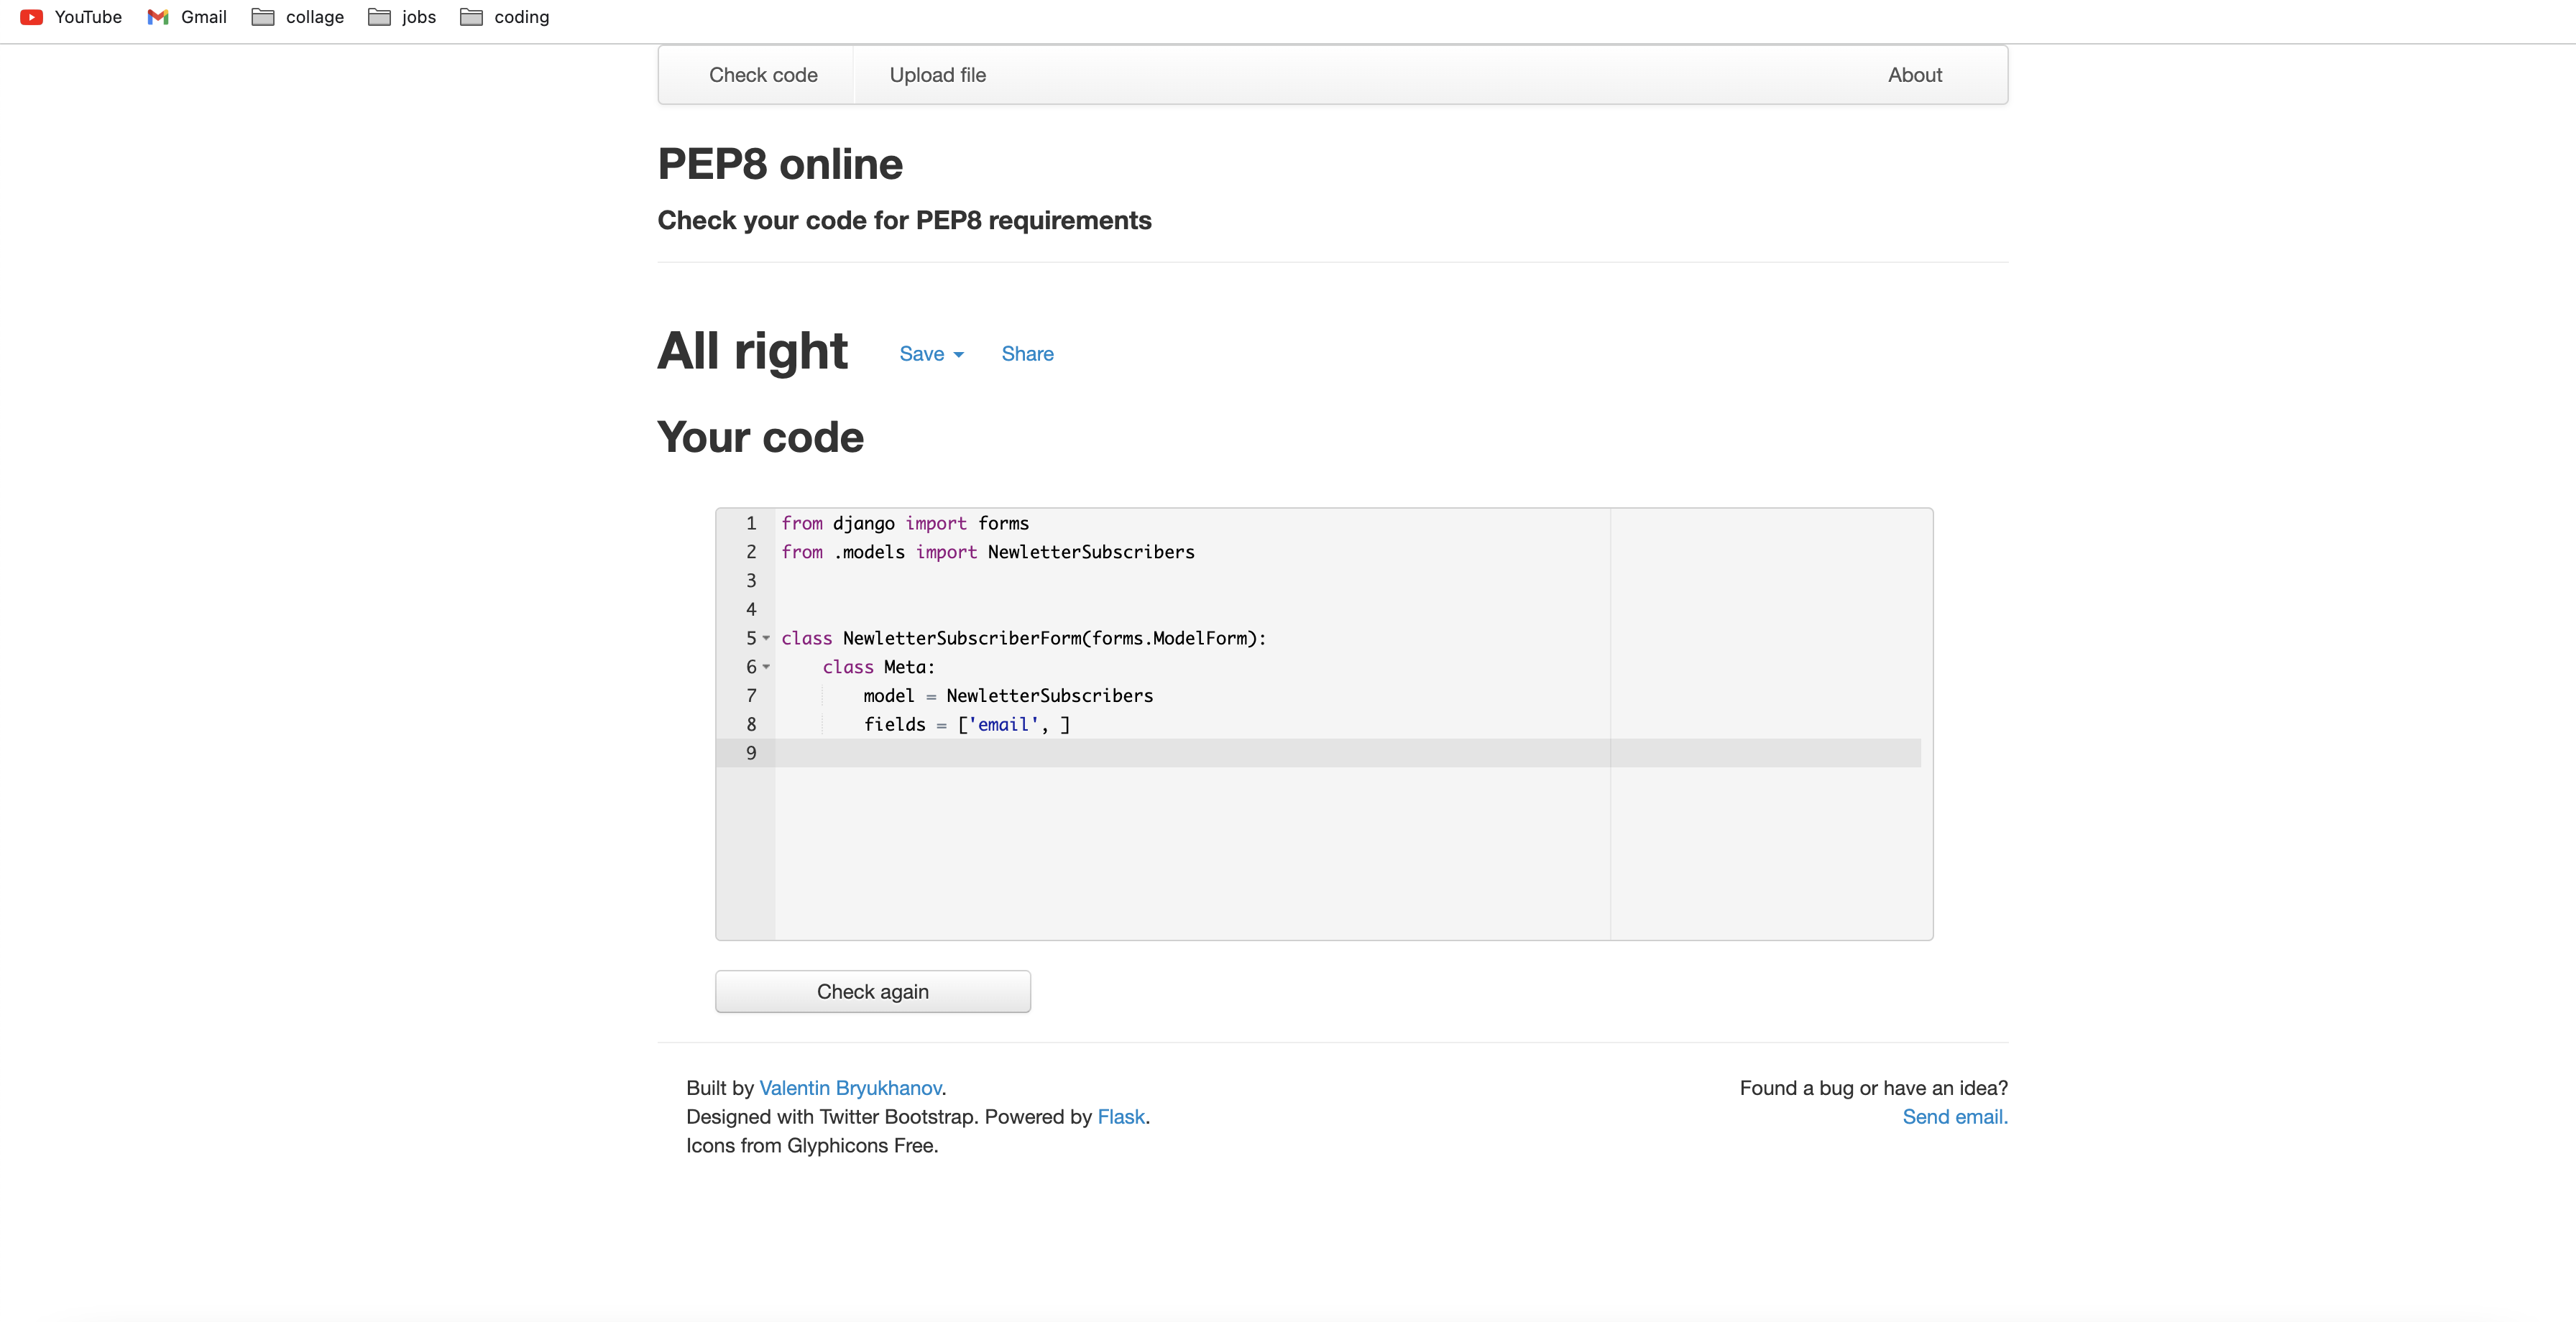 YouTube Gmail collage jobs coding
Check code Upload file About
PEP8 online
Check your code for PEP8 requirements
All right Save Share
Your code
1 from django import forms
2 from .models import NewletterSubscribers
3
4
5 class NewletterSubscriberForm(forms.ModelForm):
6 class Meta:
7 model = NewletterSubscribers
8 fields = ['email', ]
9
Check again
Built by Valentin Bryukhanov. Found a bug or have an idea?
Designed with Twitter Bootstrap. Powered by Flask. Send email.
Icons from Glyphicons Free.